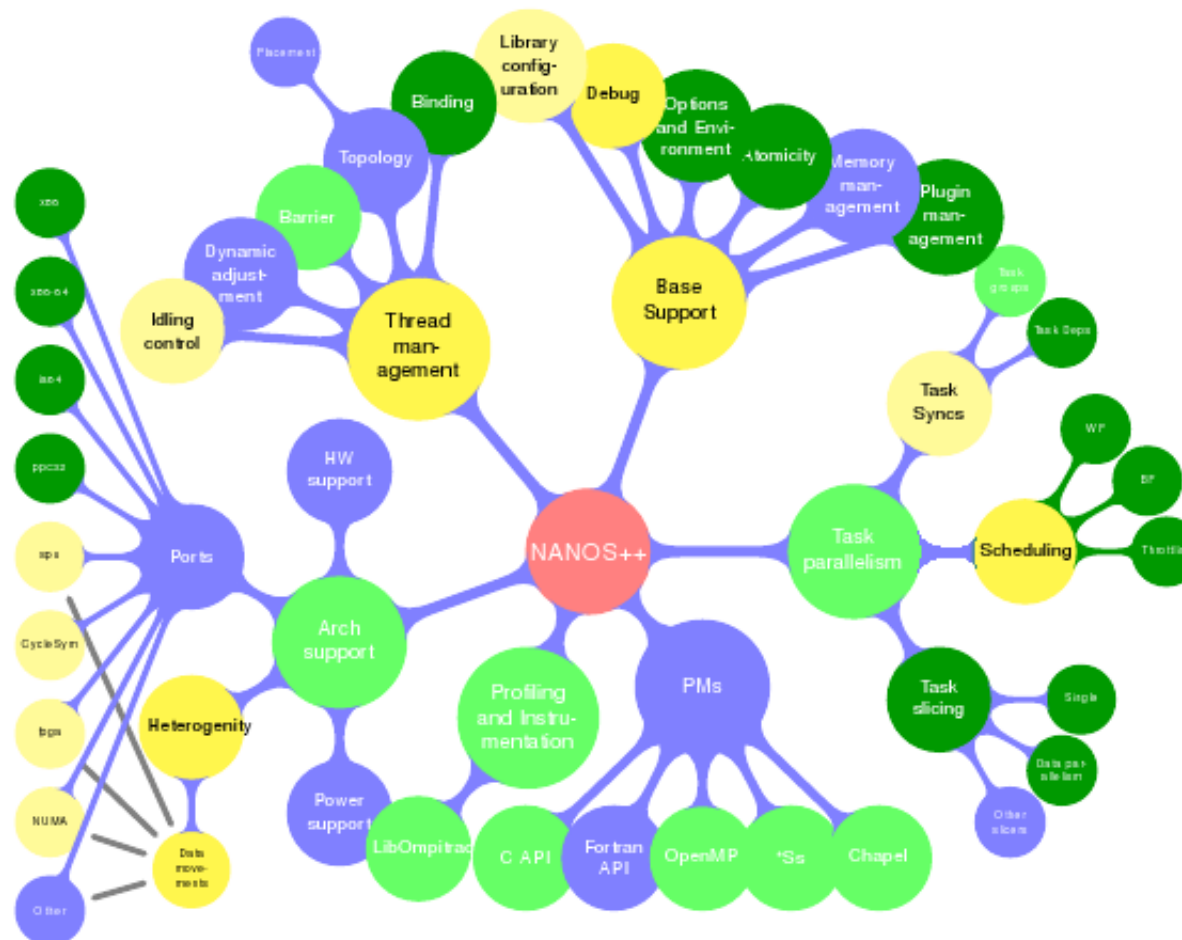 Placement
Binding
Library
config-
uration
Debug
Options
and Envi-
ronment
Atomicity
Memory
man-
agement
Plugin
man-
agement
Topology
Barrier
Dynamic
adjust-
ment
Idling
control
Thread
man-
agement
Base
Support
Task
groups
Task Deps
Task
Syncs
x86
x86-64
ia64
ppc32
HW
support
Ports
NANOS++
Task
parallelism
Scheduling
WF
BF
Throttle
CycleSym
fpga
NUMA
Other
Arch
support
Heterogenity
Data
move-
ments
Power
support
Profiling
and Instru-
mentation
LibOmpitrac
PMs
C API
Fortran
API
OpenMP
*Ss
Chapel
Task
slicing
Single
Data par-
allelism
Other
slicers